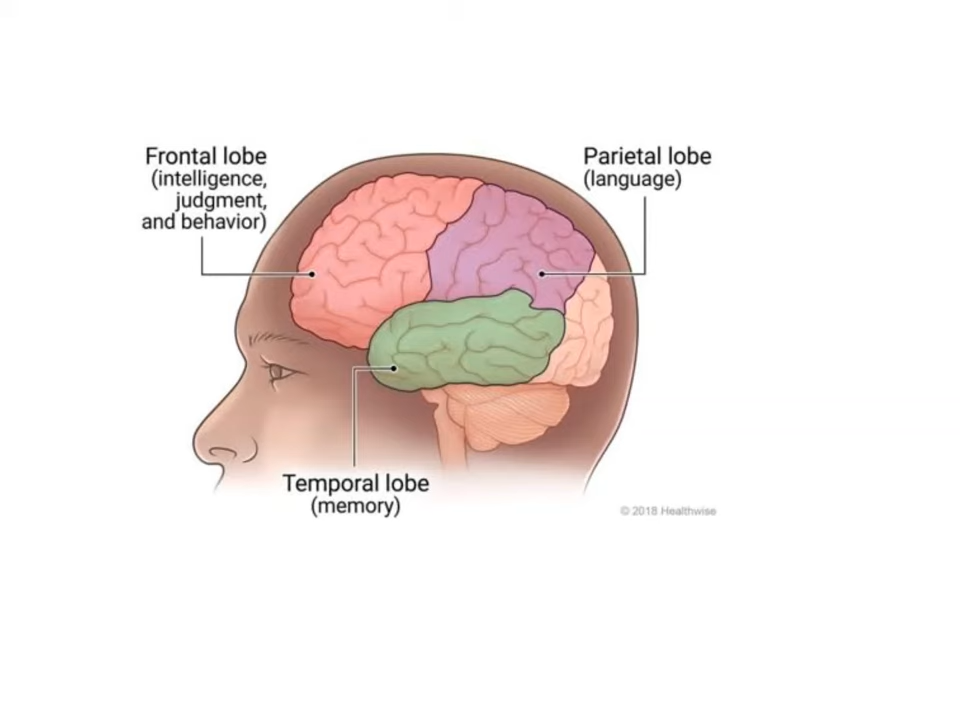 Frontal lobe
(intelligence,
judgment,
and behavior)
Parietal lobe
(language)
Temporal lobe
(memory)
© 2018 Healthwise